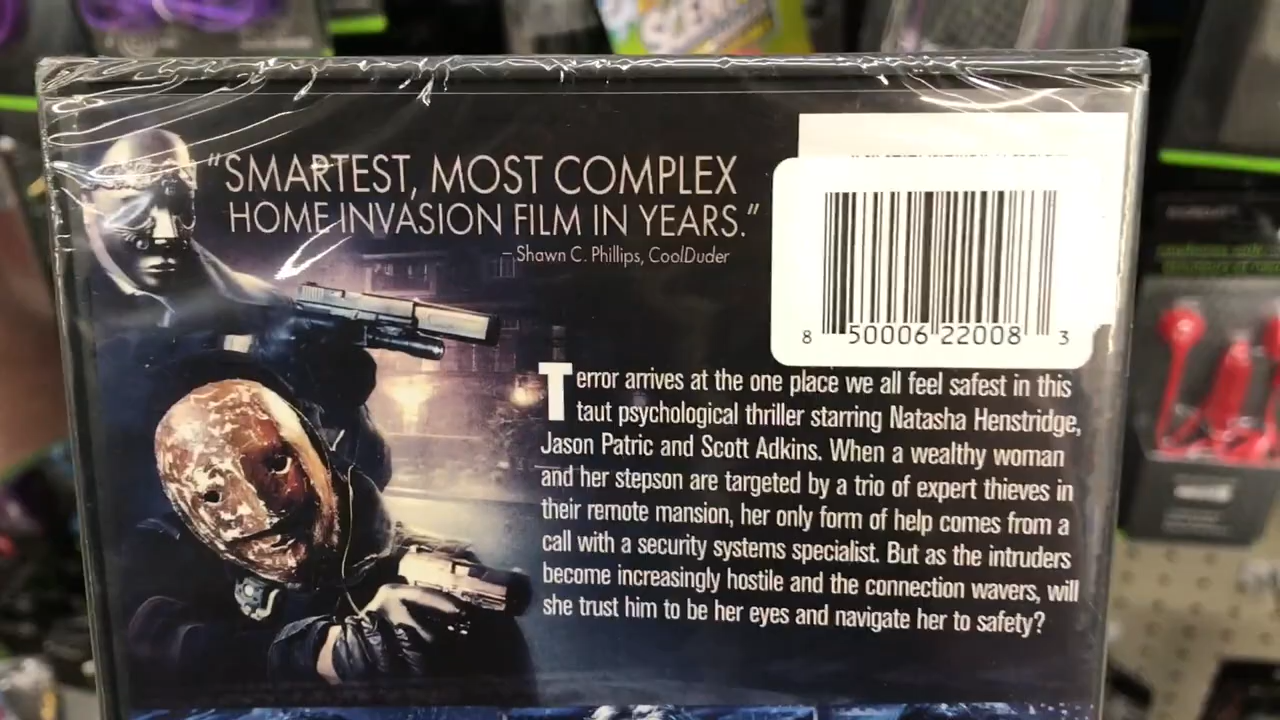 "SMARTEST, MOST COMPLEX
HOME INVASION FILM IN YEARS."
– Shawn C. Phillips, CoolDuder
8 50006 22008 3
Terror arrives at the one place we all feel safest in this
taut psychological thriller starring Natasha Henstridge,
Jason Patric and Scott Adkins. When a wealthy woman
and her stepson are targeted by a trio of expert thieves in
their remote mansion, her only form of help comes from a
call with a security systems specialist. But as the intruders
become increasingly hostile and the connection wavers, will
she trust him to be her eyes and navigate her to safety?